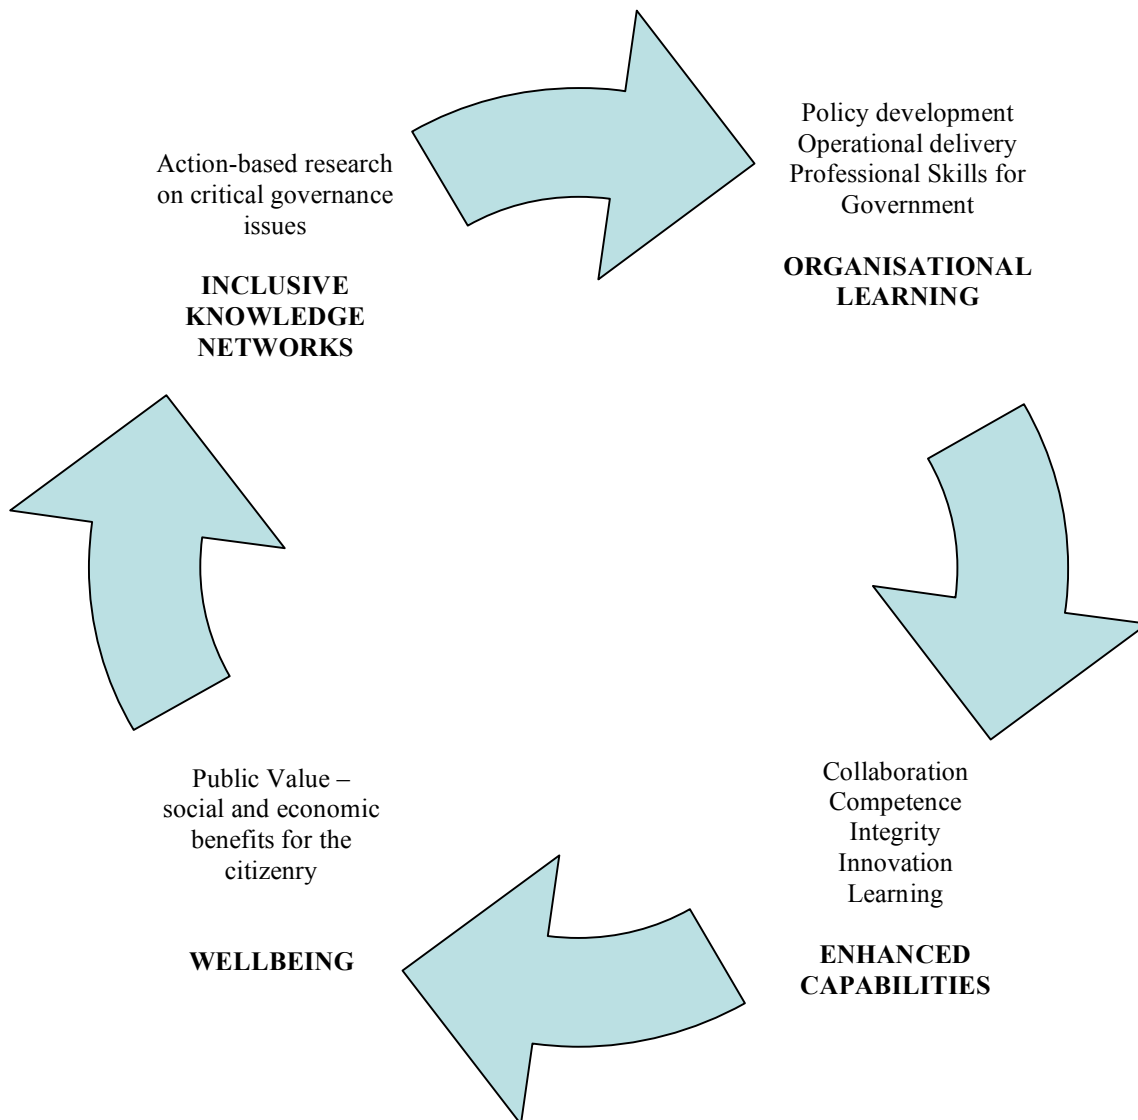 Action-based research
on critical governance
issues
INCLUSIVE
KNOWLEDGE
NETWORKS
Policy development
Operational delivery
Professional Skills for
Government
ORGANISATIONAL
LEARNING
Collaboration
Competence
Integrity
Innovation
Learning
ENHANCED
CAPABILITIES
Public Value –
social and economic
benefits for the
citizenry
WELLBEING